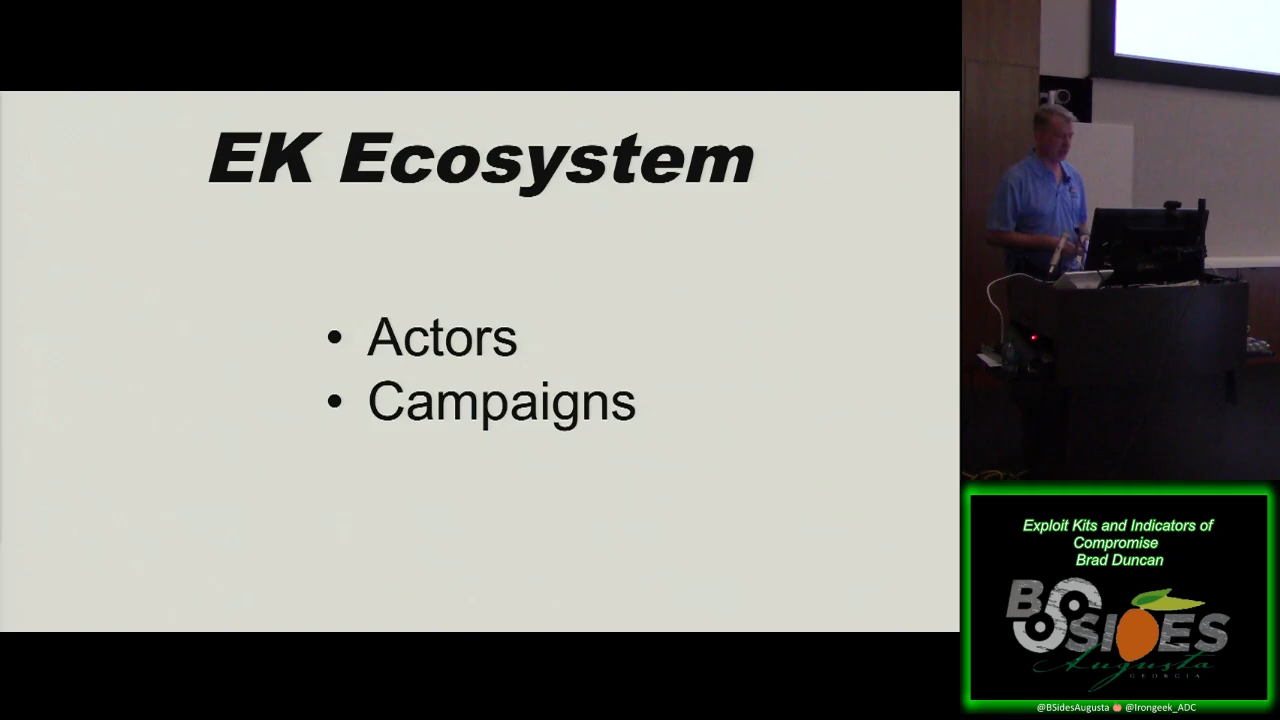 EK Ecosystem
• Actors
• Campaigns
Exploit Kits and Indicators of
Compromise
Brad Duncan
BSIDES
Augusta
GEORGIA
@BSidesAugusta @Irongeek_ADC